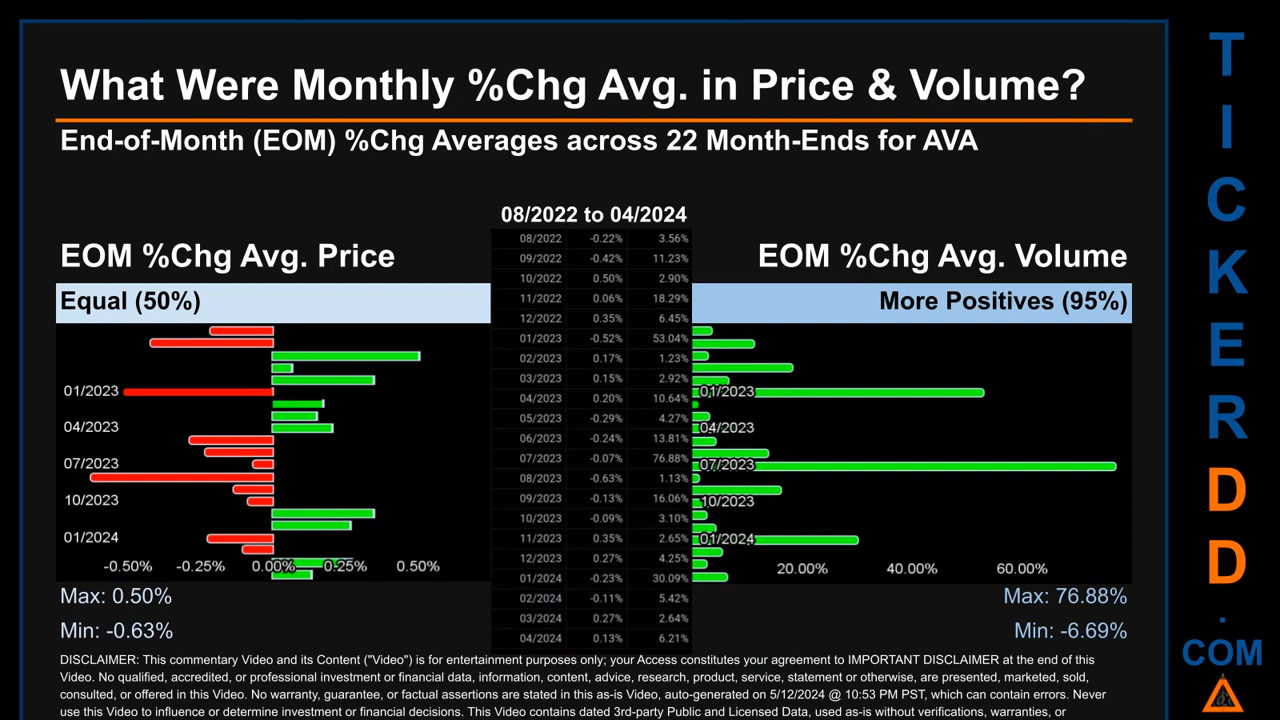 What Were Monthly %Chg Avg. in Price & Volume?
End-of-Month (EOM) %Chg Averages across 22 Month-Ends for AVA
08/2022 to 04/2024
EOM %Chg Avg. Price
EOM %Chg Avg. Volume
Equal (50%)
More Positives (95%)
08/2022 -0.22% 3.56%
09/2022 -0.42% 11.23%
10/2022 0.50% 2.90%
11/2022 0.06% 18.29%
12/2022 0.35% 6.45%
01/2023 -0.52% 53.04%
02/2023 0.17% 1.23%
03/2023 0.15% 2.92%
04/2023 0.20% 10.64%
05/2023 -0.29% 4.27%
06/2023 -0.24% 13.81%
07/2023 -0.07% 76.88%
08/2023 -0.63% 1.13%
09/2023 -0.13% 16.06%
10/2023 -0.09% 3.10%
11/2023 0.35% 2.65%
12/2023 0.27% 4.25%
01/2024 -0.23% 30.09%
02/2024 -0.11% 5.42%
03/2024 0.27% 2.64%
04/2024 0.13% 6.21%
01/2023
04/2023
07/2023
10/2023
01/2024
-0.50% -0.25% 0.00% 0.25% 0.50%
01/2023
04/2023
07/2023
10/2023
01/2024
20.00% 40.00% 60.00%
Max: 0.50%
Min: -0.63%
Max: 76.88%
Min: -6.69%
DISCLAIMER: This commentary Video and its Content ("Video") is for entertainment purposes only; your Access constitutes your agreement to IMPORTANT DISCLAIMER at the end of this
Video. No qualified, accredited, or professional investment or financial data, information, content, advice, research, product, service, statement or otherwise, are presented, marketed, sold,
consulted, or offered in this Video. No warranty, guarantee, or factual assertions are stated in this as-is Video, auto-generated on 5/12/2024 @ 10:53 PM PST, which can contain errors. Never
use this Video to influence or determine investment or financial decisions. This Video contains dated 3rd-party Public and Licensed Data, used as-is without verifications, warranties, or
T
I
C
K
E
R
D
D
.
COM